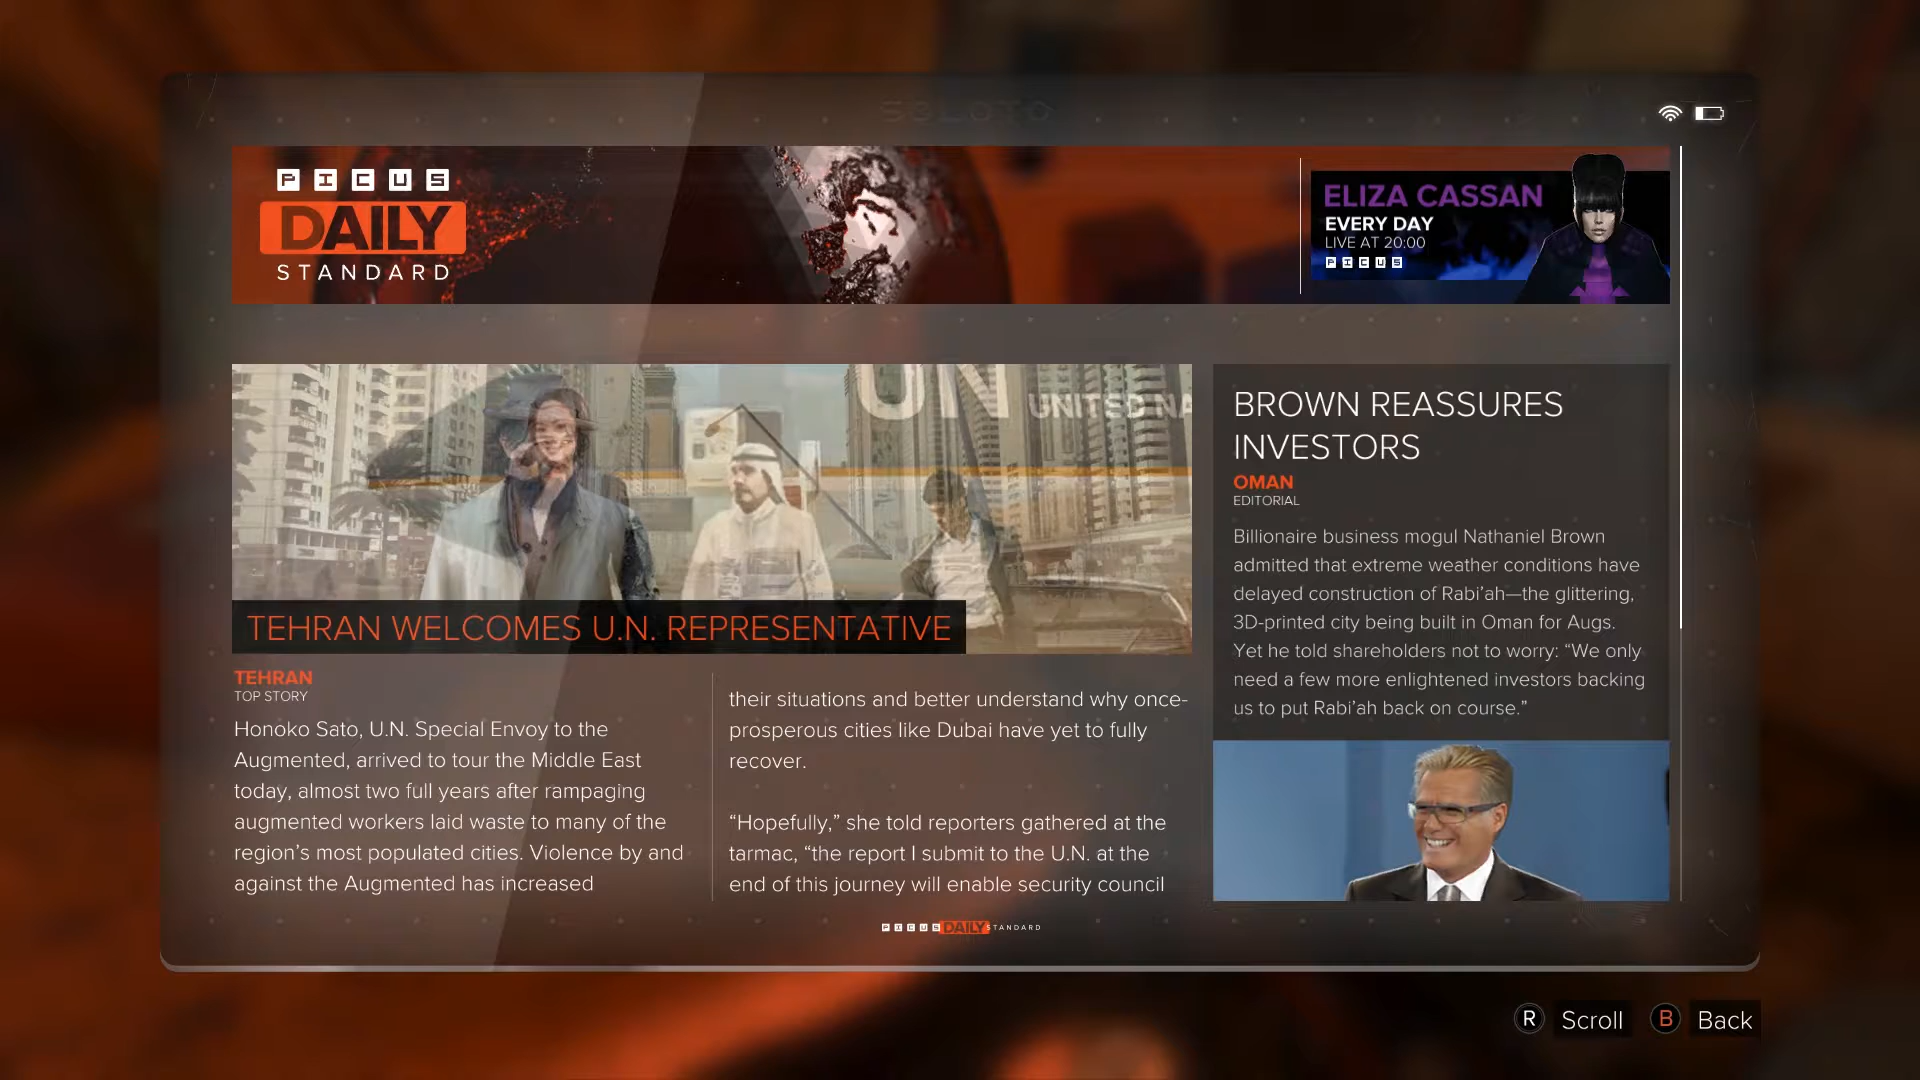 PICUS
DAILY
STANDARD
ELIZA CASSAN
EVERY DAY
LIVE AT 20:00
PICUS
UN
UNITED NA
TEHRAN WELCOMES U.N. REPRESENTATIVE
TEHRAN
TOP STORY
Honoko Sato, U.N. Special Envoy to the
Augmented, arrived to tour the Middle East
today, almost two full years after rampaging
augmented workers laid waste to many of the
region’s most populated cities. Violence by and
against the Augmented has increased
their situations and better understand why once-
prosperous cities like Dubai have yet to fully
recover.
“Hopefully,” she told reporters gathered at the
tarmac, “the report I submit to the U.N. at the
end of this journey will enable security council
BROWN REASSURES
INVESTORS
OMAN
EDITORIAL
Billionaire business mogul Nathaniel Brown
admitted that extreme weather conditions have
delayed construction of Rabi’ah—the glittering,
3D-printed city being built in Oman for Augs.
Yet he told shareholders not to worry: “We only
need a few more enlightened investors backing
us to put Rabi’ah back on course.”
PICUS DAILY STANDARD
R Scroll B Back